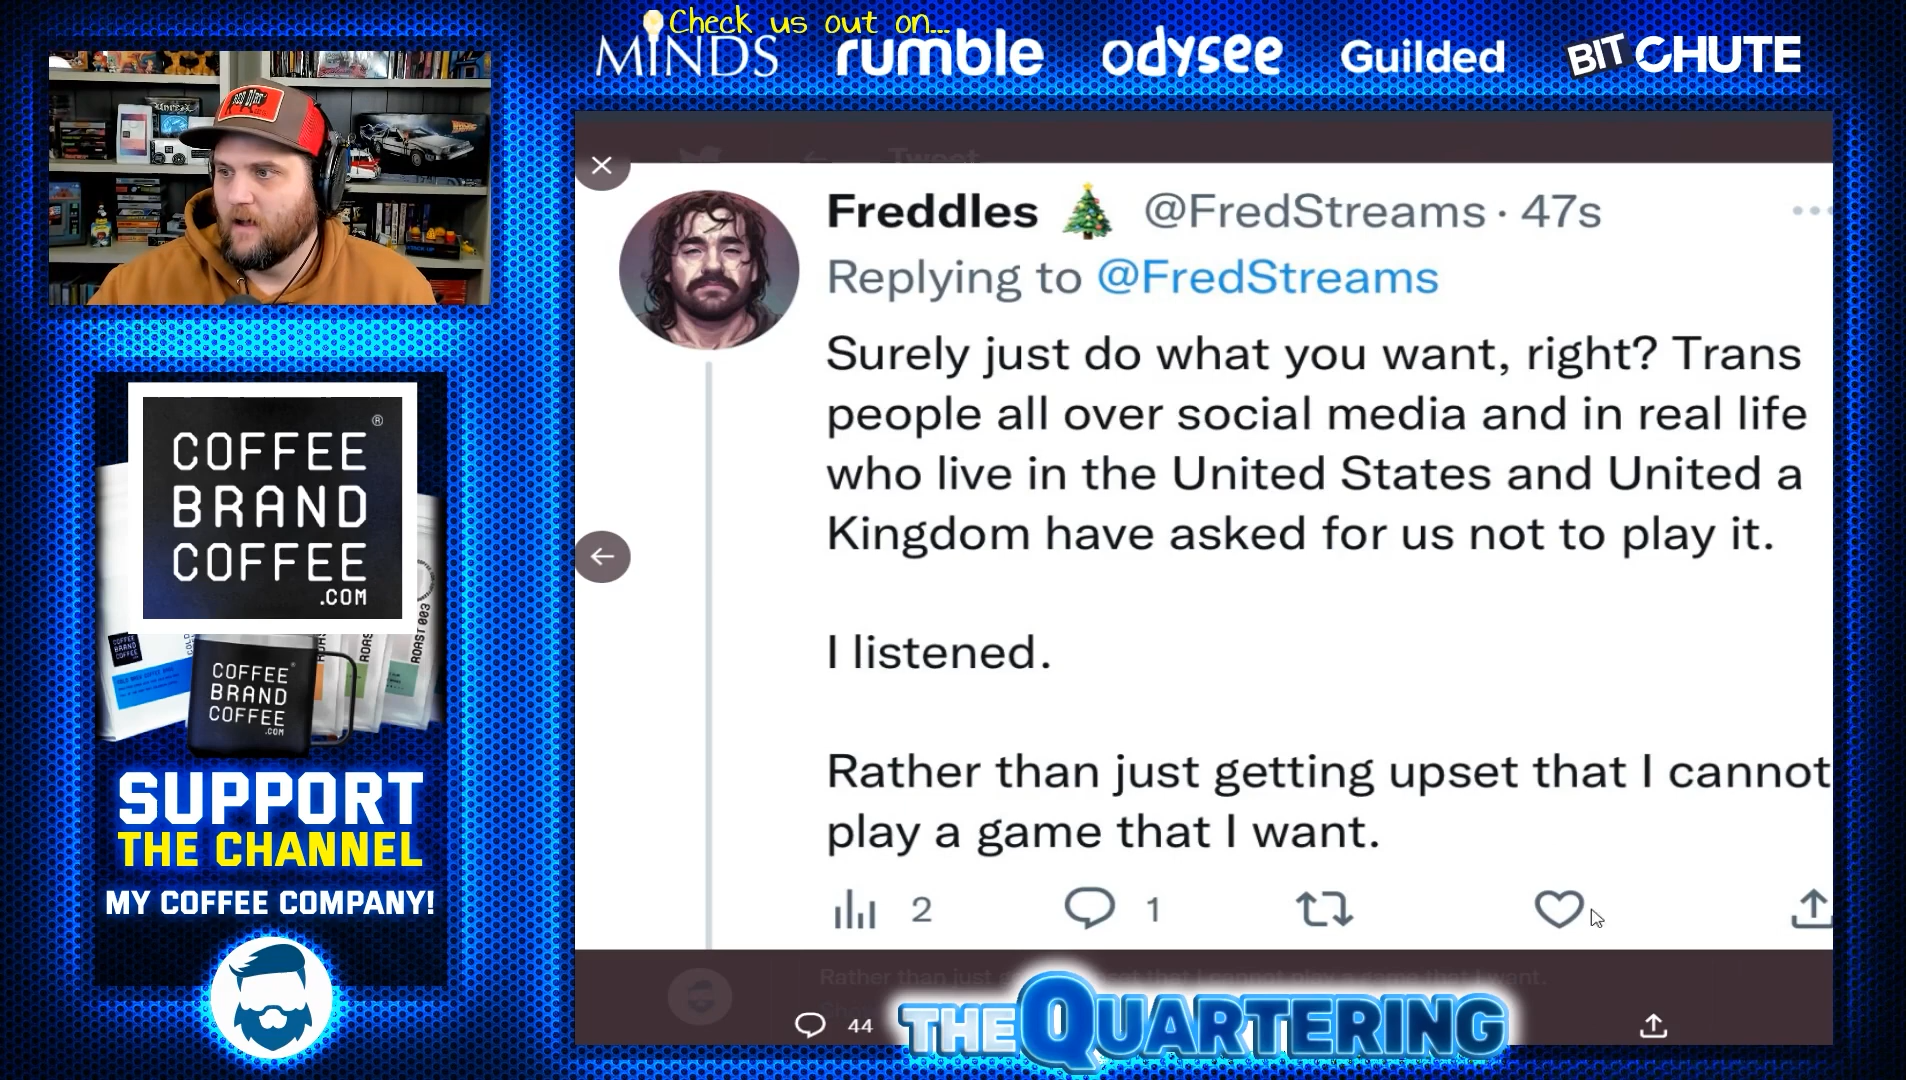 Check us out on...
MINDS rumble odysee Guilded BITCHUTE
Tweet
Freddles @FredStreams · 47s
Replying to @FredStreams
Surely just do what you want, right? Trans
people all over social media and in real life
who live in the United States and United a
Kingdom have asked for us not to play it.
I listened.
Rather than just getting upset that I cannot
play a game that I want.
2 1
44
THE QUARTERING
COFFEE
BRAND
COFFEE
.COM
®
ROAST 003
COFFEE
BRAND
COFFEE
.COM
SUPPORT
THE CHANNEL
MY COFFEE COMPANY!